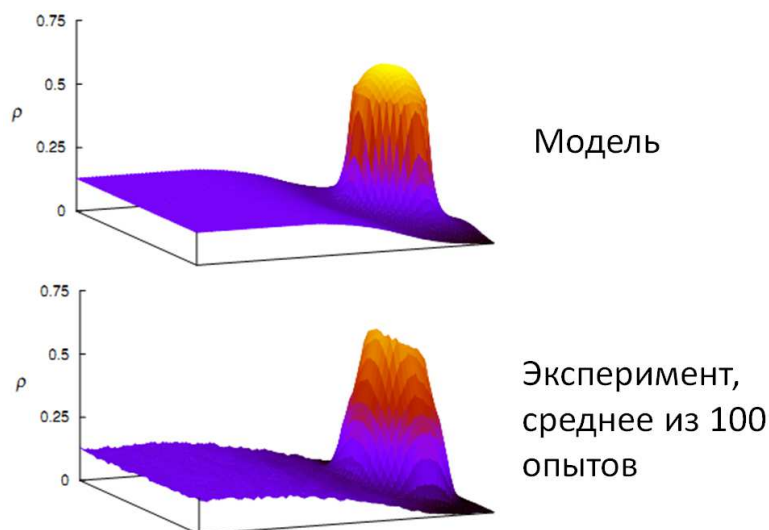 0.75
0.5
ρ
0.25
0
Модель
0.75
0.5
ρ
0.25
0
Эксперимент,
среднее из 100
опытов